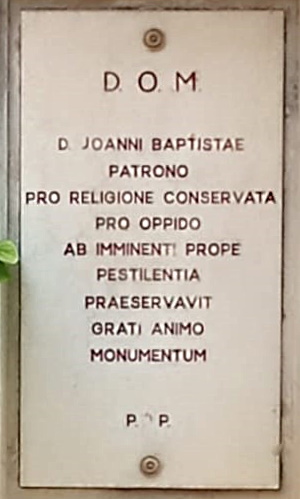 D. O. M.
D. JOANNI BAPTISTAE
PATRONO
PRO RELIGIONE CONSERVATA
PRO OPPIDO
AB IMMINENTI PROPE
PESTILENTIA
PRAESERVAVIT
GRATI ANIMO
MONUMENTUM
P. P.